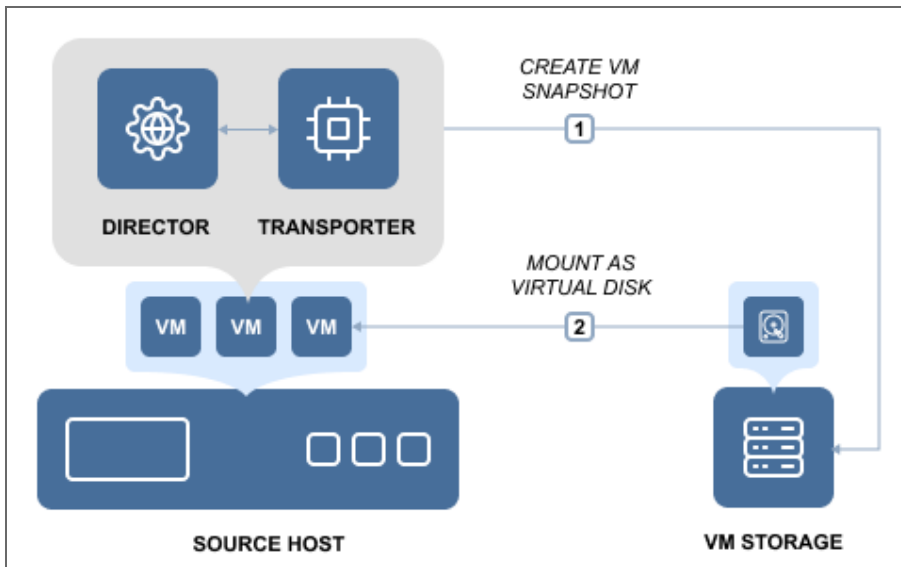 CREATE VM
SNAPSHOT
1
DIRECTOR
TRANSPORTER
MOUNT AS
VIRTUAL DISK
2
VM
VM
VM
SOURCE HOST
VM STORAGE